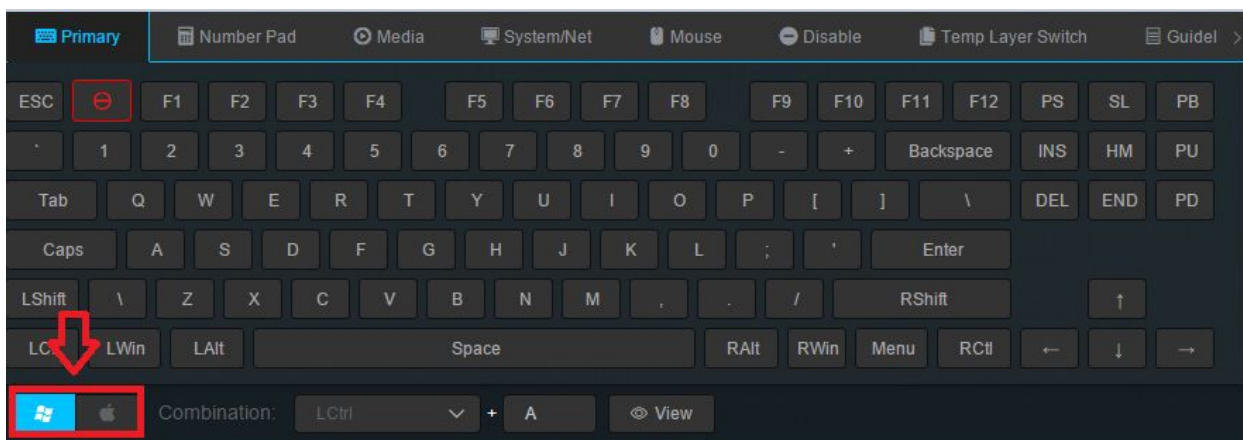 Primary Number Pad Media System/Net Mouse Disable Temp Layer Switch Guidel
ESC F1 F2 F3 F4 F5 F6 F7 F8 F9 F10 F11 F12 PS SL PB
` 1 2 3 4 5 6 7 8 9 0 - + Backspace INS HM PU
Tab Q W E R T Y U I O P [ ] \ DEL END PD
Caps A S D F G H J K L ; ' Enter
LShift \ Z X C V B N M , . / RShift ↑
LWin LAlt Space RAlt RWin Menu RCtl ← ↓ →
Combination: LCtrl + A View